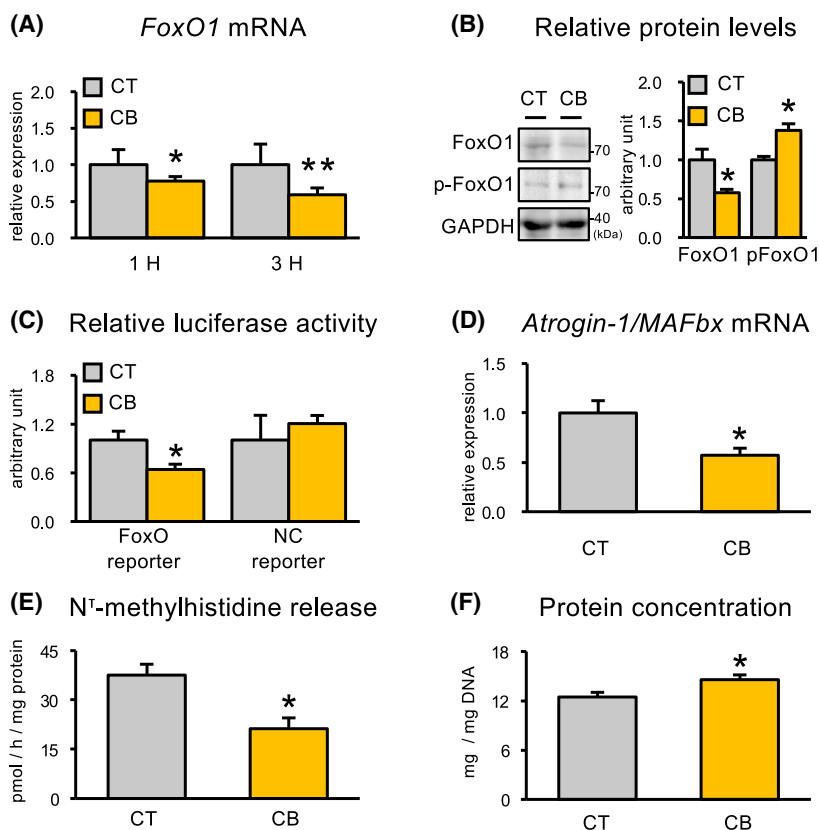 (A) FoxO1 mRNA
relative expression
2.0
1.5
1.0
0.5
0.0
CT
CB
*
**
1 H 3 H
(B) Relative protein levels
CT CB
FoxO1 -70
p-FoxO1 -70
GAPDH -40
(kDa)
arbitrary unit
2.0
1.5
1.0
0.5
0.0
CT
CB
*
*
FoxO1 pFoxO1
(C) Relative luciferase activity
arbitrary unit
1.8
1.2
0.6
0.0
CT
CB
*
FoxO NC
reporter reporter
(D) Atrogin-1/MAFbx mRNA
relative expression
1.5
1.0
0.5
0.0
*
CT CB
(E) Nᵀ-methylhistidine release
pmol / h / mg protein
45
30
15
0
*
CT CB
(F) Protein concentration
mg / mg DNA
18
12
6
0
*
CT CB